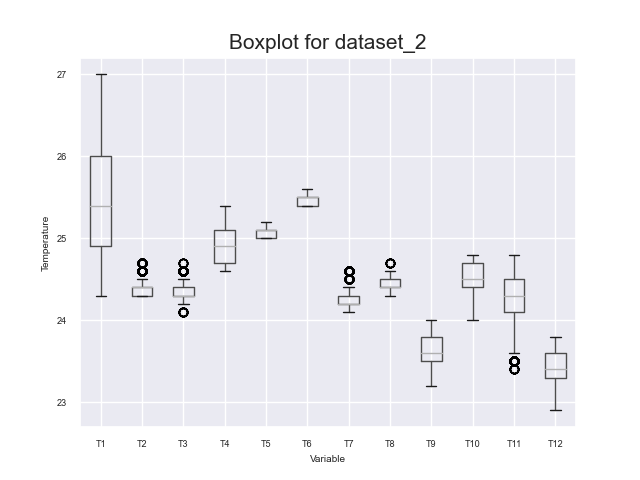 Boxplot for dataset_2
27
26
25
24
23
Temperature
T1 T2 T3 T4 T5 T6 T7 T8 T9 T10 T11 T12
Variable